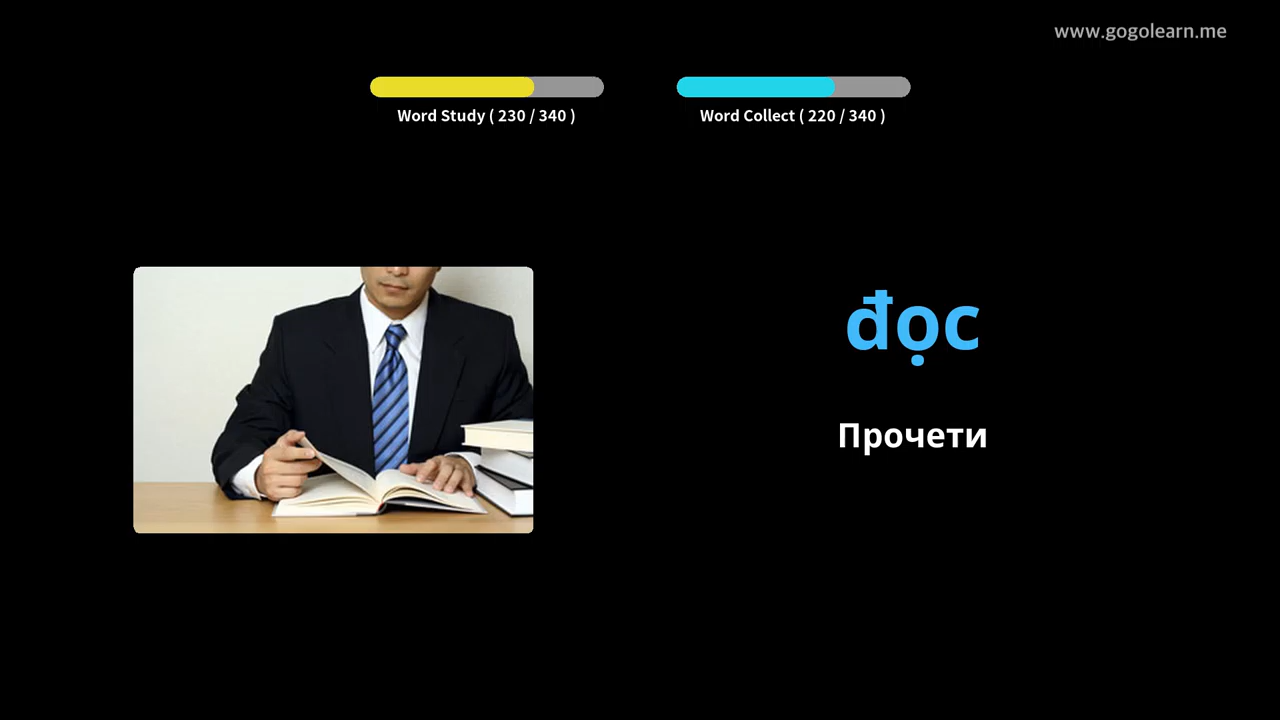 www.gogolearn.me
Word Study ( 230 / 340 )
Word Collect ( 220 / 340 )
đọc
Прочети